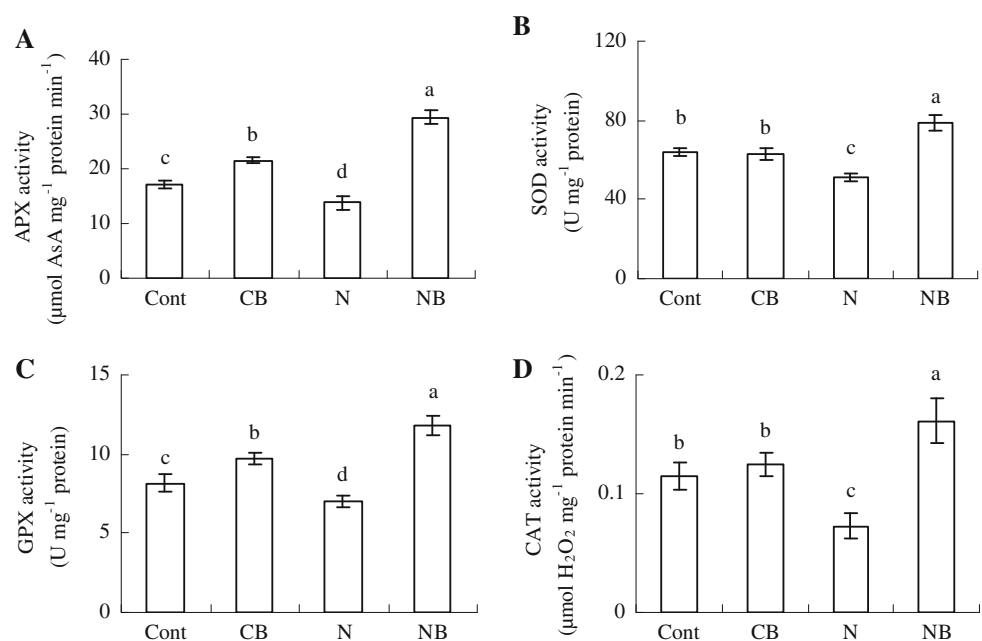 A
APX activity
(μmol AsA mg⁻¹ protein min⁻¹)
40
30
20
10
0
c
b
d
a
Cont CB N NB
B
SOD activity
(U mg⁻¹ protein)
120
80
40
0
b
b
c
a
Cont CB N NB
C
GPX activity
(U mg⁻¹ protein)
15
10
5
0
c
b
d
a
Cont CB N NB
D
CAT activity
(μmol H₂O₂ mg⁻¹ protein min⁻¹)
0.2
0.1
0
b
b
c
a
Cont CB N NB